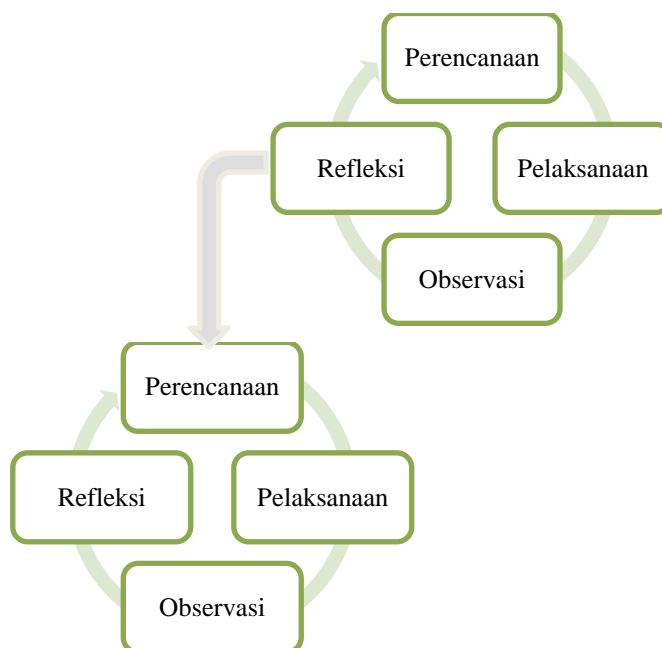 Perencanaan
Refleksi
Pelaksanaan
Observasi
Perencanaan
Refleksi
Pelaksanaan
Observasi